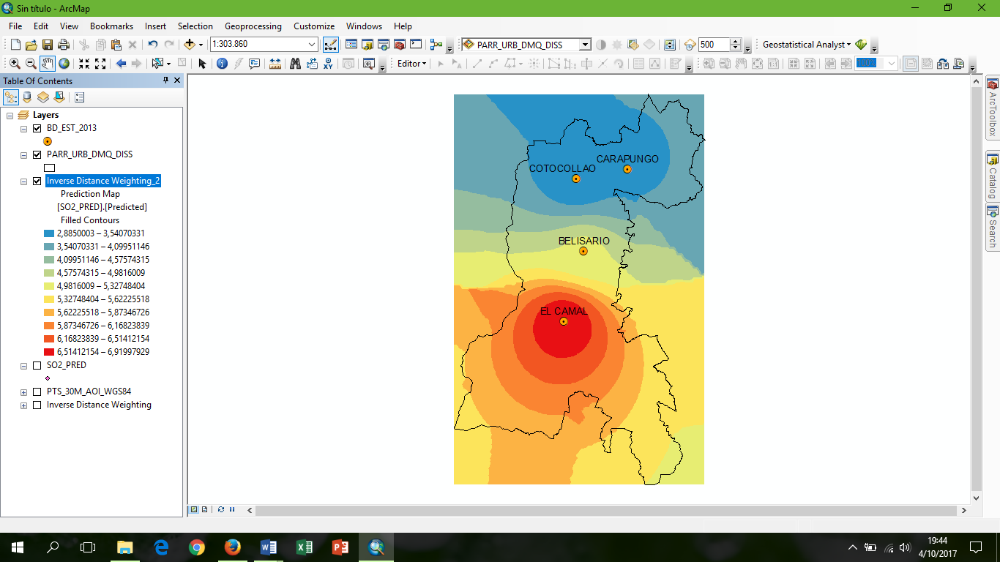 Sin título - ArcMap
File Edit View Bookmarks Insert Selection Geoprocessing Customize Windows Help
1:303.860 PARR_URB_DMQ_DISS 500 Geostatistical Analyst
Editor 100%
Table Of Contents
Layers
BD_EST_2013
PARR_URB_DMQ_DISS
Inverse Distance Weighting_2
Prediction Map
[SO2_PRED].[Predicted]
Filled Contours
2,8850003 – 3,54070331
3,54070331 – 4,09951146
4,09951146 – 4,57574315
4,57574315 – 4,9816009
4,9816009 – 5,32748404
5,32748404 – 5,62225518
5,62225518 – 5,87346726
5,87346726 – 6,16823839
6,16823839 – 6,51412154
6,51412154 – 6,91997929
SO2_PRED
PTS_30M_AOI_WGS84
Inverse Distance Weighting
CARAPUNGO
COTOCOLLAO
BELISARIO
EL CAMAL
ArcToolbox
Catalog
Search
19:44
4/10/2017